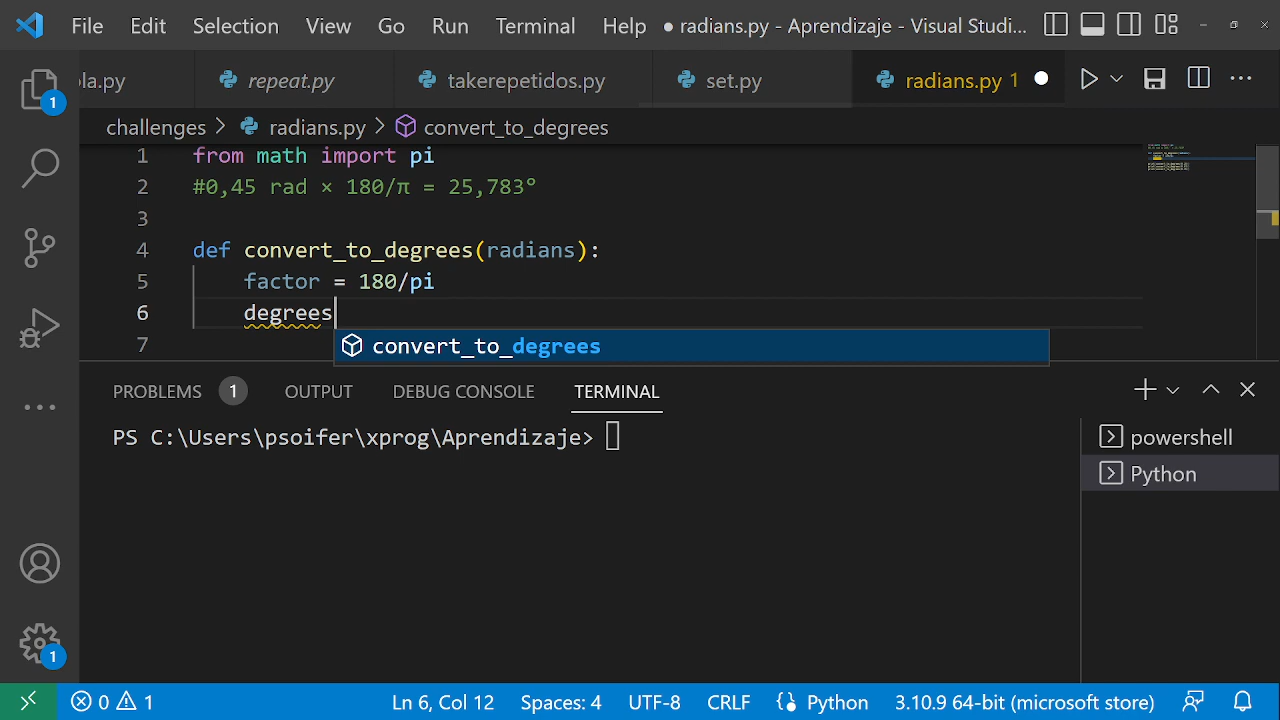 File Edit Selection View Go Run Terminal Help ● radians.py - Aprendizaje - Visual Studi...
ola.py repeat.py takerepetidos.py set.py radians.py 1
challenges > radians.py > convert_to_degrees
1 from math import pi
2 #0,45 rad × 180/π = 25,783°
3
4 def convert_to_degrees(radians):
5 factor = 180/pi
6 degrees
7 convert_to_degrees
PROBLEMS 1 OUTPUT DEBUG CONSOLE TERMINAL
PS C:\Users\psoifer\xprog\Aprendizaje>
powershell
Python
1
1
0 1 Ln 6, Col 12 Spaces: 4 UTF-8 CRLF Python 3.10.9 64-bit (microsoft store)